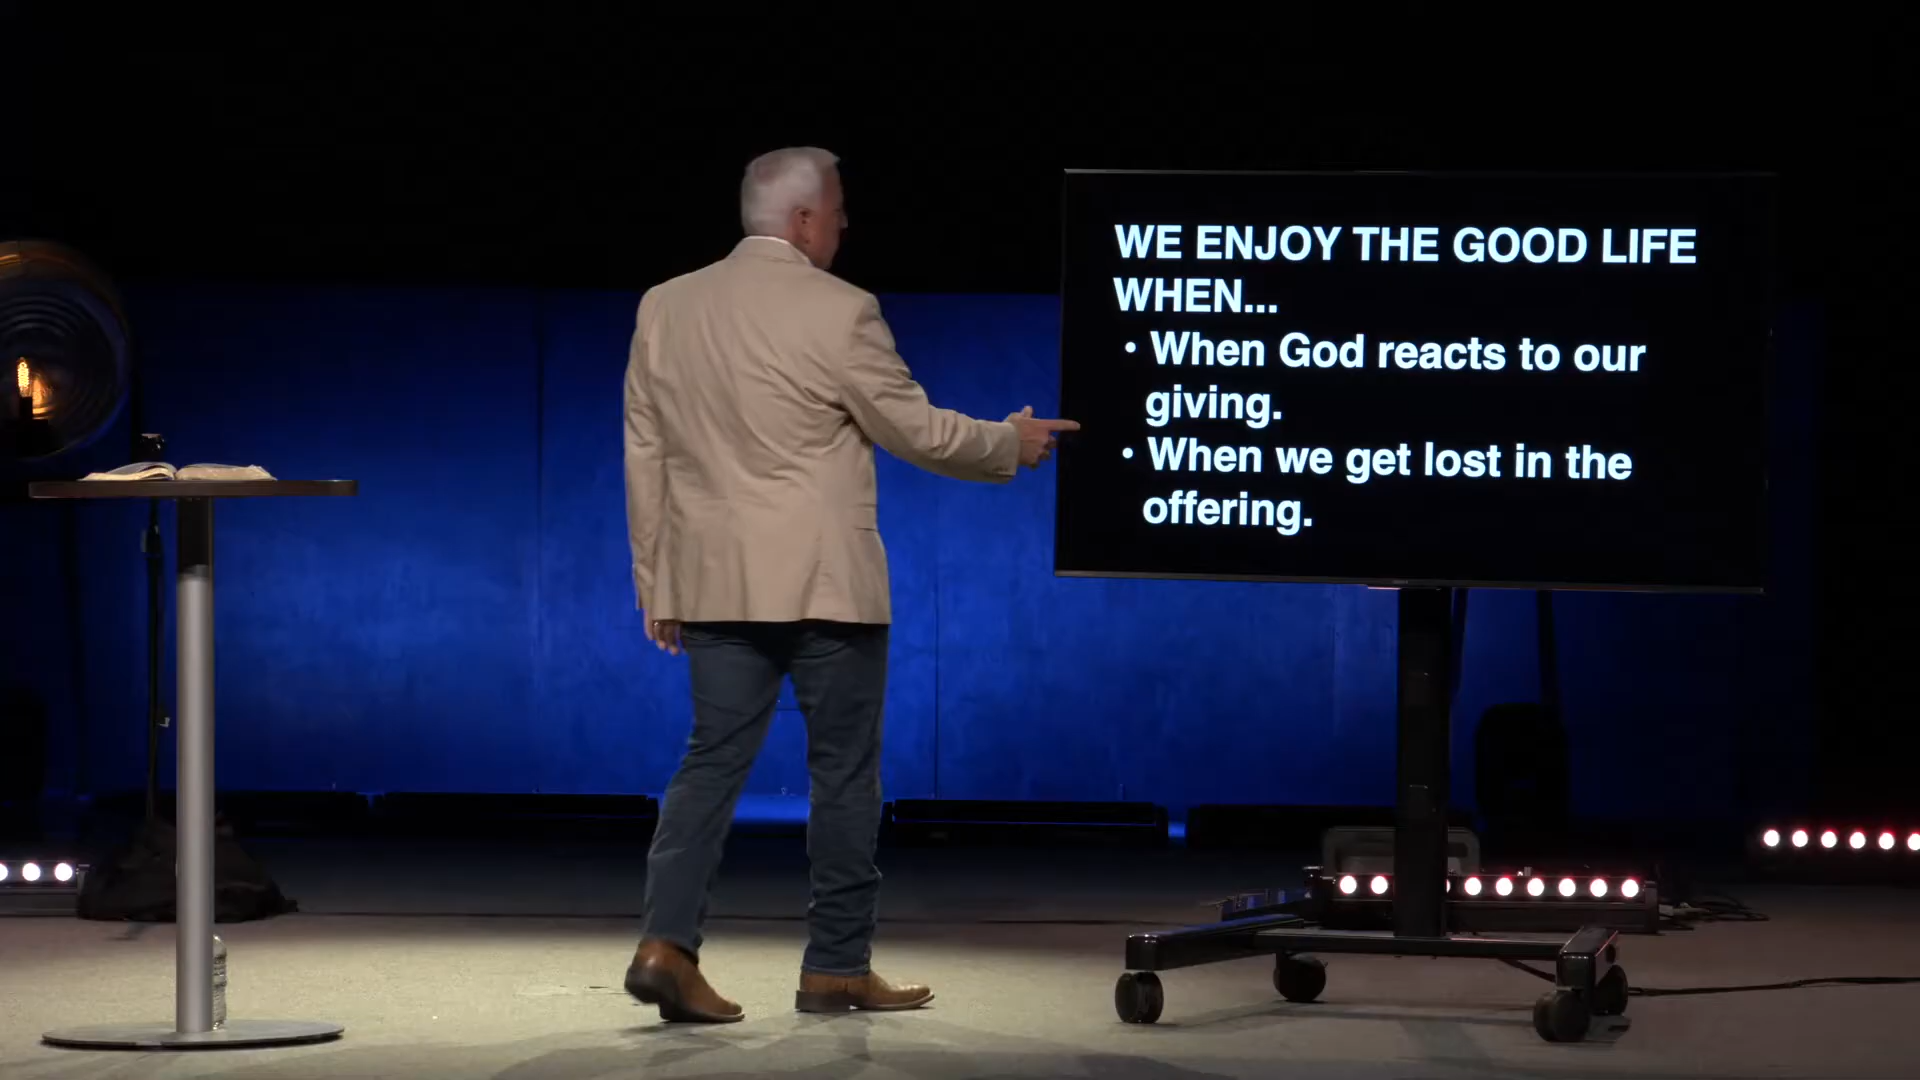 WE ENJOY THE GOOD LIFE
WHEN...
• When God reacts to our
giving.
• When we get lost in the
offering.